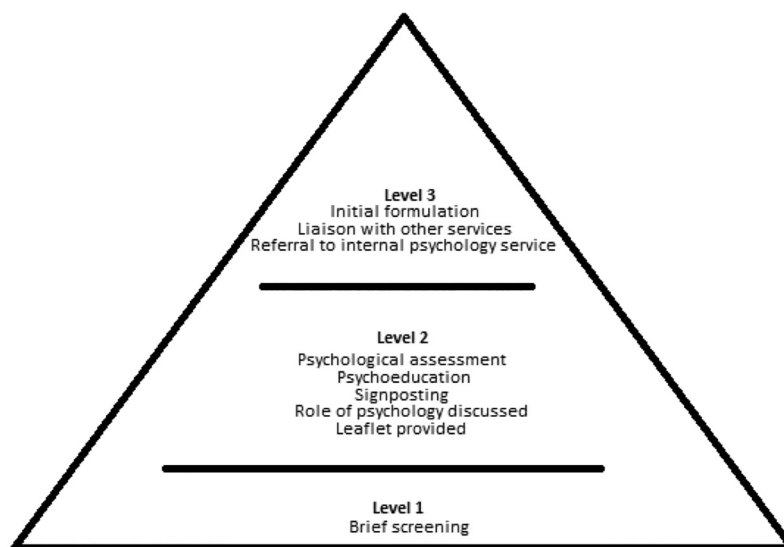 Level 3
Initial formulation
Liaison with other services
Referral to internal psychology service
Level 2
Psychological assessment
Psychoeducation
Signposting
Role of psychology discussed
Leaflet provided
Level 1
Brief screening